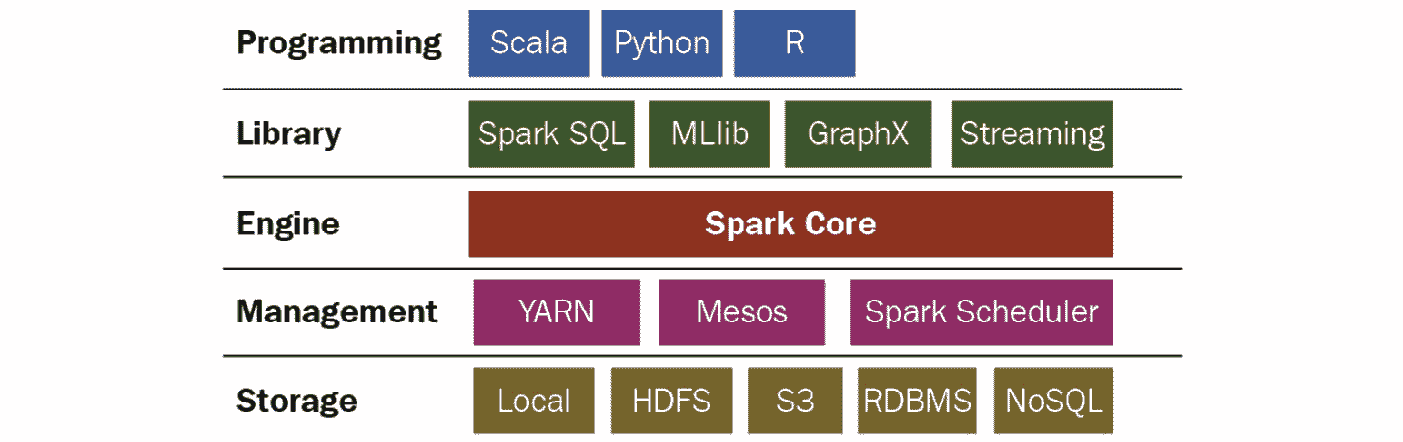 Programming Scala Python R
Library Spark SQL MLlib GraphX Streaming
Engine Spark Core
Management YARN Mesos Spark Scheduler
Storage Local HDFS S3 RDBMS NoSQL